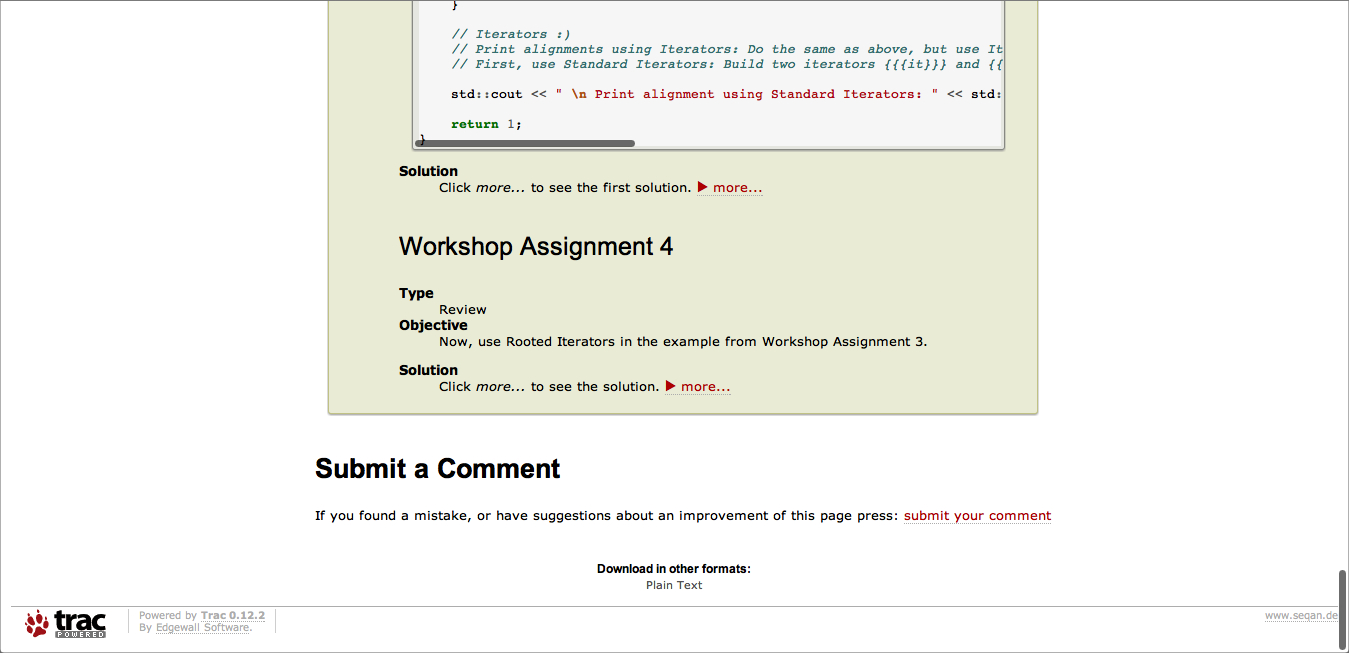 }
// Iterators :)
// Print alignments using Iterators: Do the same as above, but use It
// First, use Standard Iterators: Build two iterators {{{it}}} and {{
std::cout << " \n Print alignment using Standard Iterators: " << std:
return 1;
}
Solution
Click more... to see the first solution. more...
Workshop Assignment 4
Type
Review
Objective
Now, use Rooted Iterators in the example from Workshop Assignment 3.
Solution
Click more... to see the solution. more...
Submit a Comment
If you found a mistake, or have suggestions about an improvement of this page press: submit your comment
Download in other formats:
Plain Text
trac
POWERED
Powered by Trac 0.12.2
By Edgewall Software.
www.seqan.de